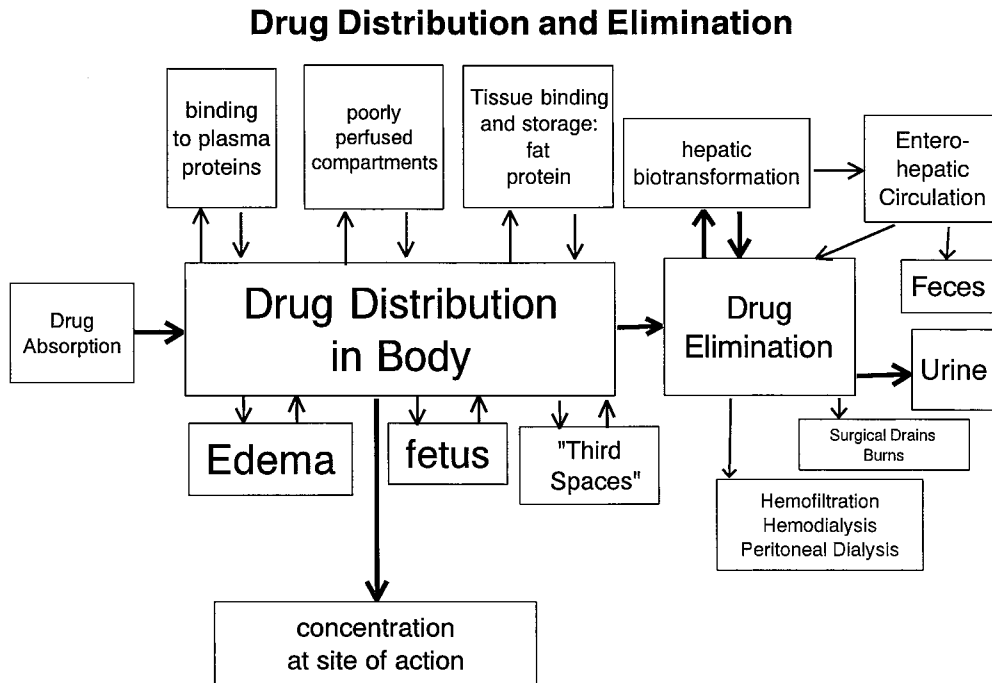 Drug Distribution and Elimination
binding
to plasma
proteins
poorly
perfused
compartments
Tissue binding
and storage:
fat
protein
hepatic
biotransformation
Entero-
hepatic
Circulation
Drug
Absorption
Drug Distribution
in Body
Drug
Elimination
Feces
Urine
Edema
fetus
"Third
Spaces"
Surgical Drains
Burns
Hemofiltration
Hemodialysis
Peritoneal Dialysis
concentration
at site of action